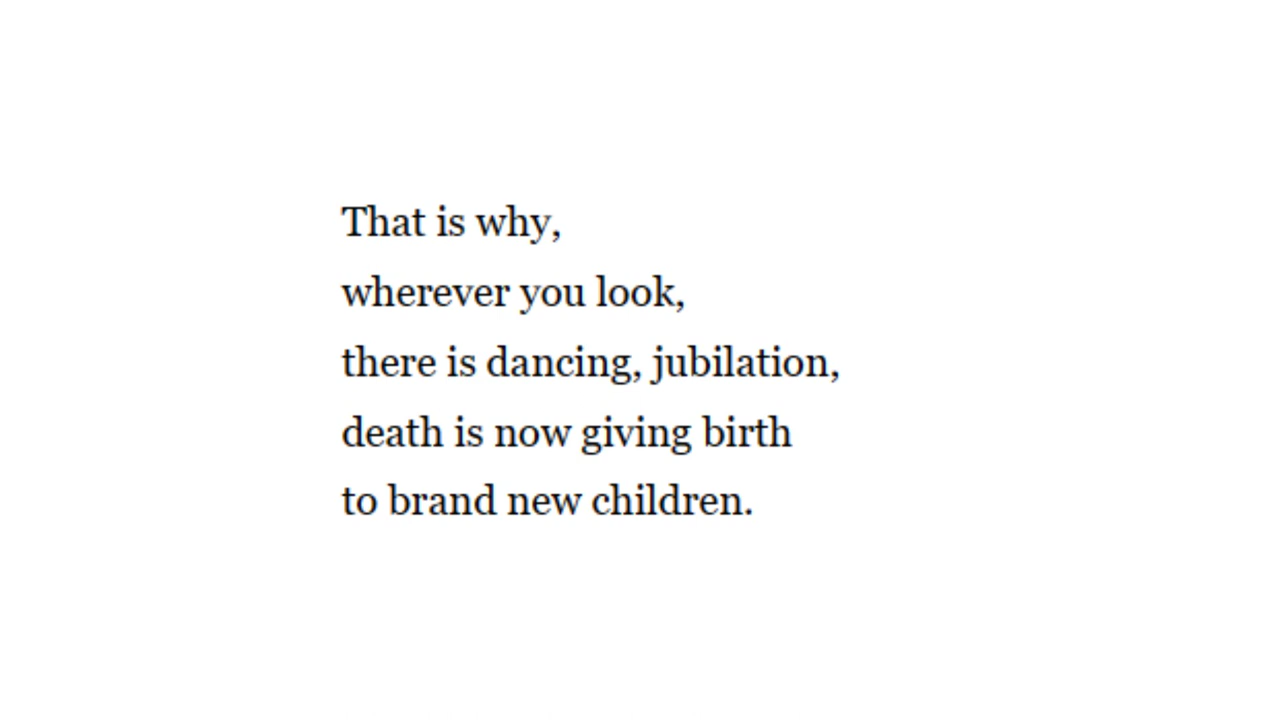 That is why,
wherever you look,
there is dancing, jubilation,
death is now giving birth
to brand new children.